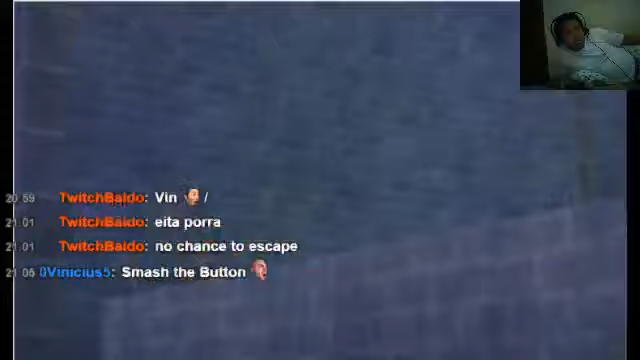 20:59 TwitchBaldo: Vin /
21:01 TwitchBaldo: eita porra
21:01 TwitchBaldo: no chance to escape
21:05 0Vinicius5: Smash the Button